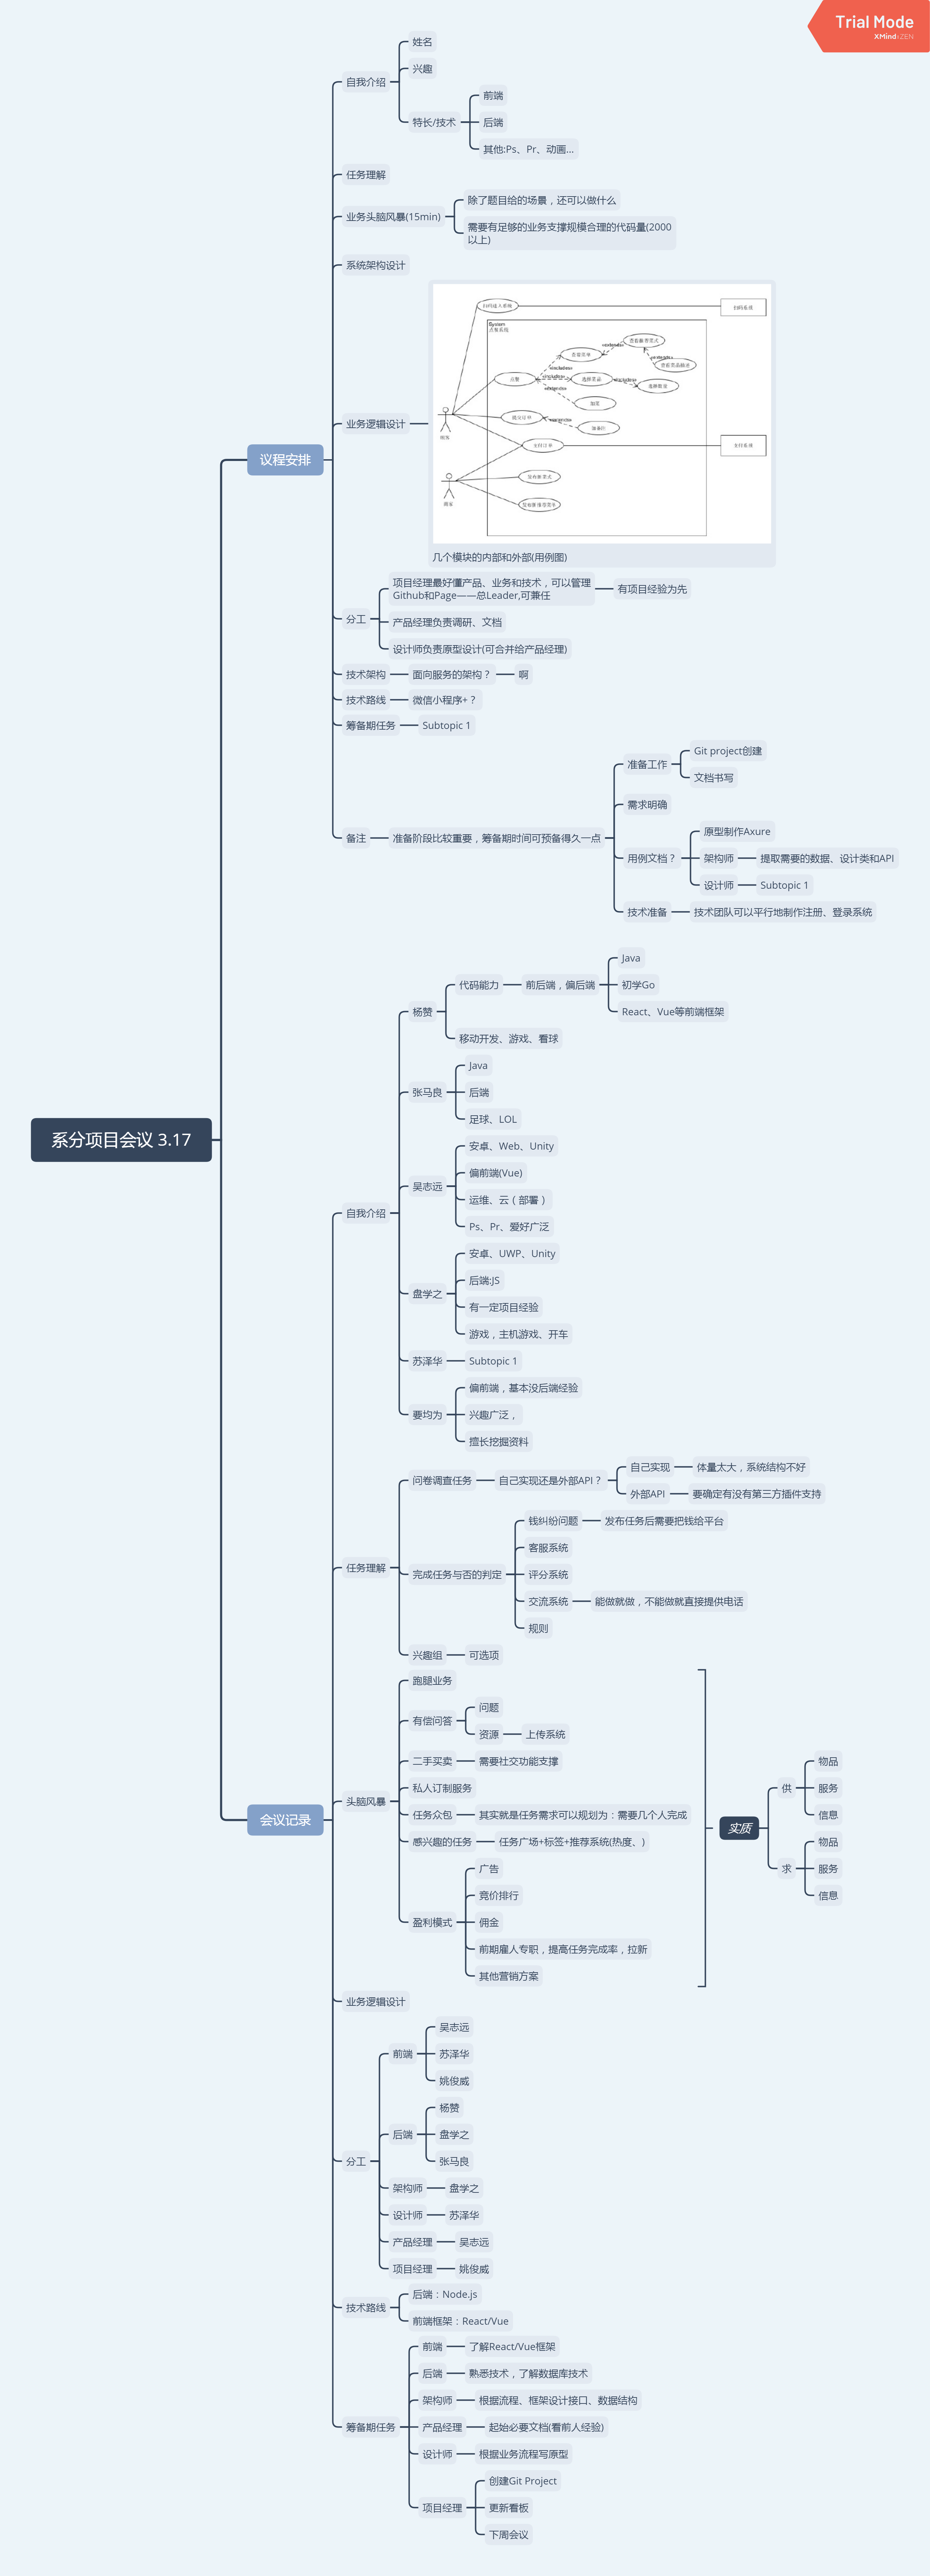 Trial Mode
XMind:ZEN
系分项目会议 3.17
议程安排
自我介绍
姓名
兴趣
特长/技术
前端
后端
其他:Ps、Pr、动画...
任务理解
业务头脑风暴(15min)
除了题目给的场景，还可以做什么
需要有足够的业务支撑规模合理的代码量(2000
以上)
系统架构设计
业务逻辑设计
System
点餐系统
扫码系统
点餐
选择菜品
加菜
提交订单
支付订单
支付系统
顾客
商家
几个模块的内部和外部(用例图)
分工
项目经理最好懂产品、业务和技术，可以管理
Github和Page——总Leader,可兼任
有项目经验为先
产品经理负责调研、文档
设计师负责原型设计(可合并给产品经理)
技术架构
面向服务的架构？
啊
技术路线
微信小程序+？
筹备期任务
Subtopic 1
备注
准备阶段比较重要，筹备期时间可预备得久一点
准备工作
Git project创建
文档书写
需求明确
用例文档？
原型制作Axure
架构师
提取需要的数据、设计类和API
设计师
Subtopic 1
技术准备
技术团队可以平行地制作注册、登录系统
会议记录
自我介绍
杨赞
代码能力
前后端，偏后端
Java
初学Go
React、Vue等前端框架
移动开发、游戏、看球
张马良
Java
后端
足球、LOL
吴志远
安卓、Web、Unity
偏前端(Vue)
运维、云（部署）
Ps、Pr、爱好广泛
盘学之
安卓、UWP、Unity
后端:JS
有一定项目经验
游戏，主机游戏、开车
苏泽华
Subtopic 1
要均为
偏前端，基本没后端经验
兴趣广泛，
擅长挖掘资料
任务理解
问卷调查任务
自己实现还是外部API？
自己实现
体量太大，系统结构不好
外部API
要确定有没有第三方插件支持
完成任务与否的判定
钱纠纷问题
发布任务后需要把钱给平台
客服系统
评分系统
交流系统
能做就做，不能做就直接提供电话
规则
兴趣组
可选项
头脑风暴
跑腿业务
有偿问答
问题
资源
上传系统
二手买卖
需要社交功能支撑
私人订制服务
任务众包
其实就是任务需求可以规划为：需要几个人完成
感兴趣的任务
任务广场+标签+推荐系统(热度、)
盈利模式
广告
竞价排行
佣金
前期雇人专职，提高任务完成率，拉新
其他营销方案
实质
供
物品
服务
信息
求
物品
服务
信息
业务逻辑设计
分工
前端
吴志远
苏泽华
姚俊威
后端
杨赞
盘学之
张马良
架构师
盘学之
设计师
苏泽华
产品经理
吴志远
项目经理
姚俊威
技术路线
后端：Node.js
前端框架：React/Vue
筹备期任务
前端
了解React/Vue框架
后端
熟悉技术，了解数据库技术
架构师
根据流程、框架设计接口、数据结构
产品经理
起始必要文档(看前人经验)
设计师
根据业务流程写原型
项目经理
创建Git Project
更新看板
下周会议